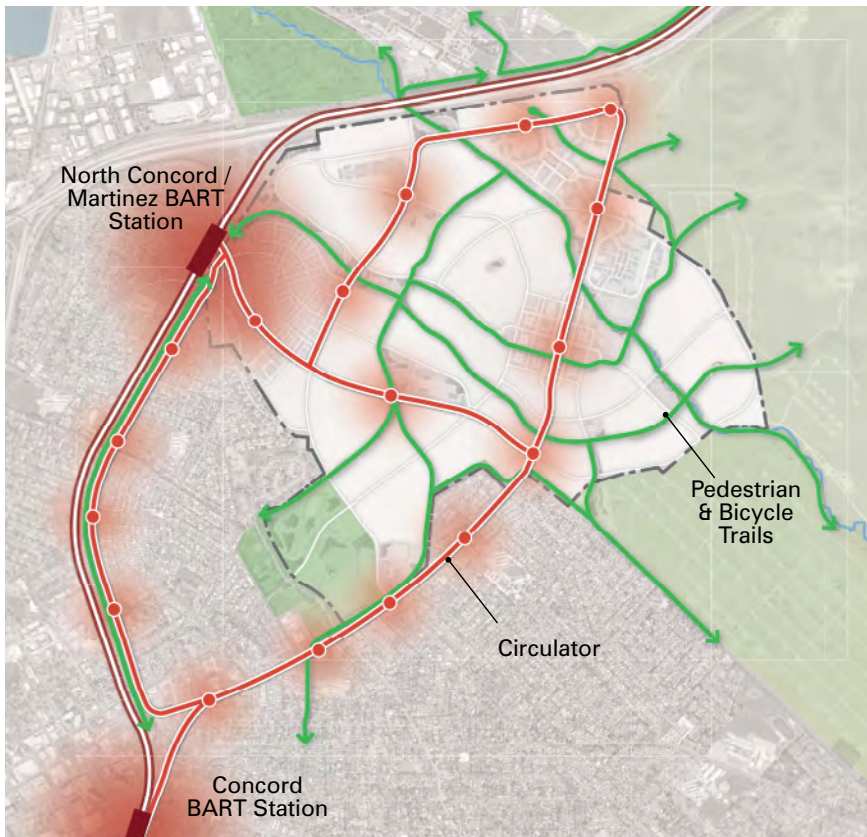 North Concord /
Martinez BART
Station
Pedestrian
& Bicycle
Trails
Circulator
Concord
BART Station